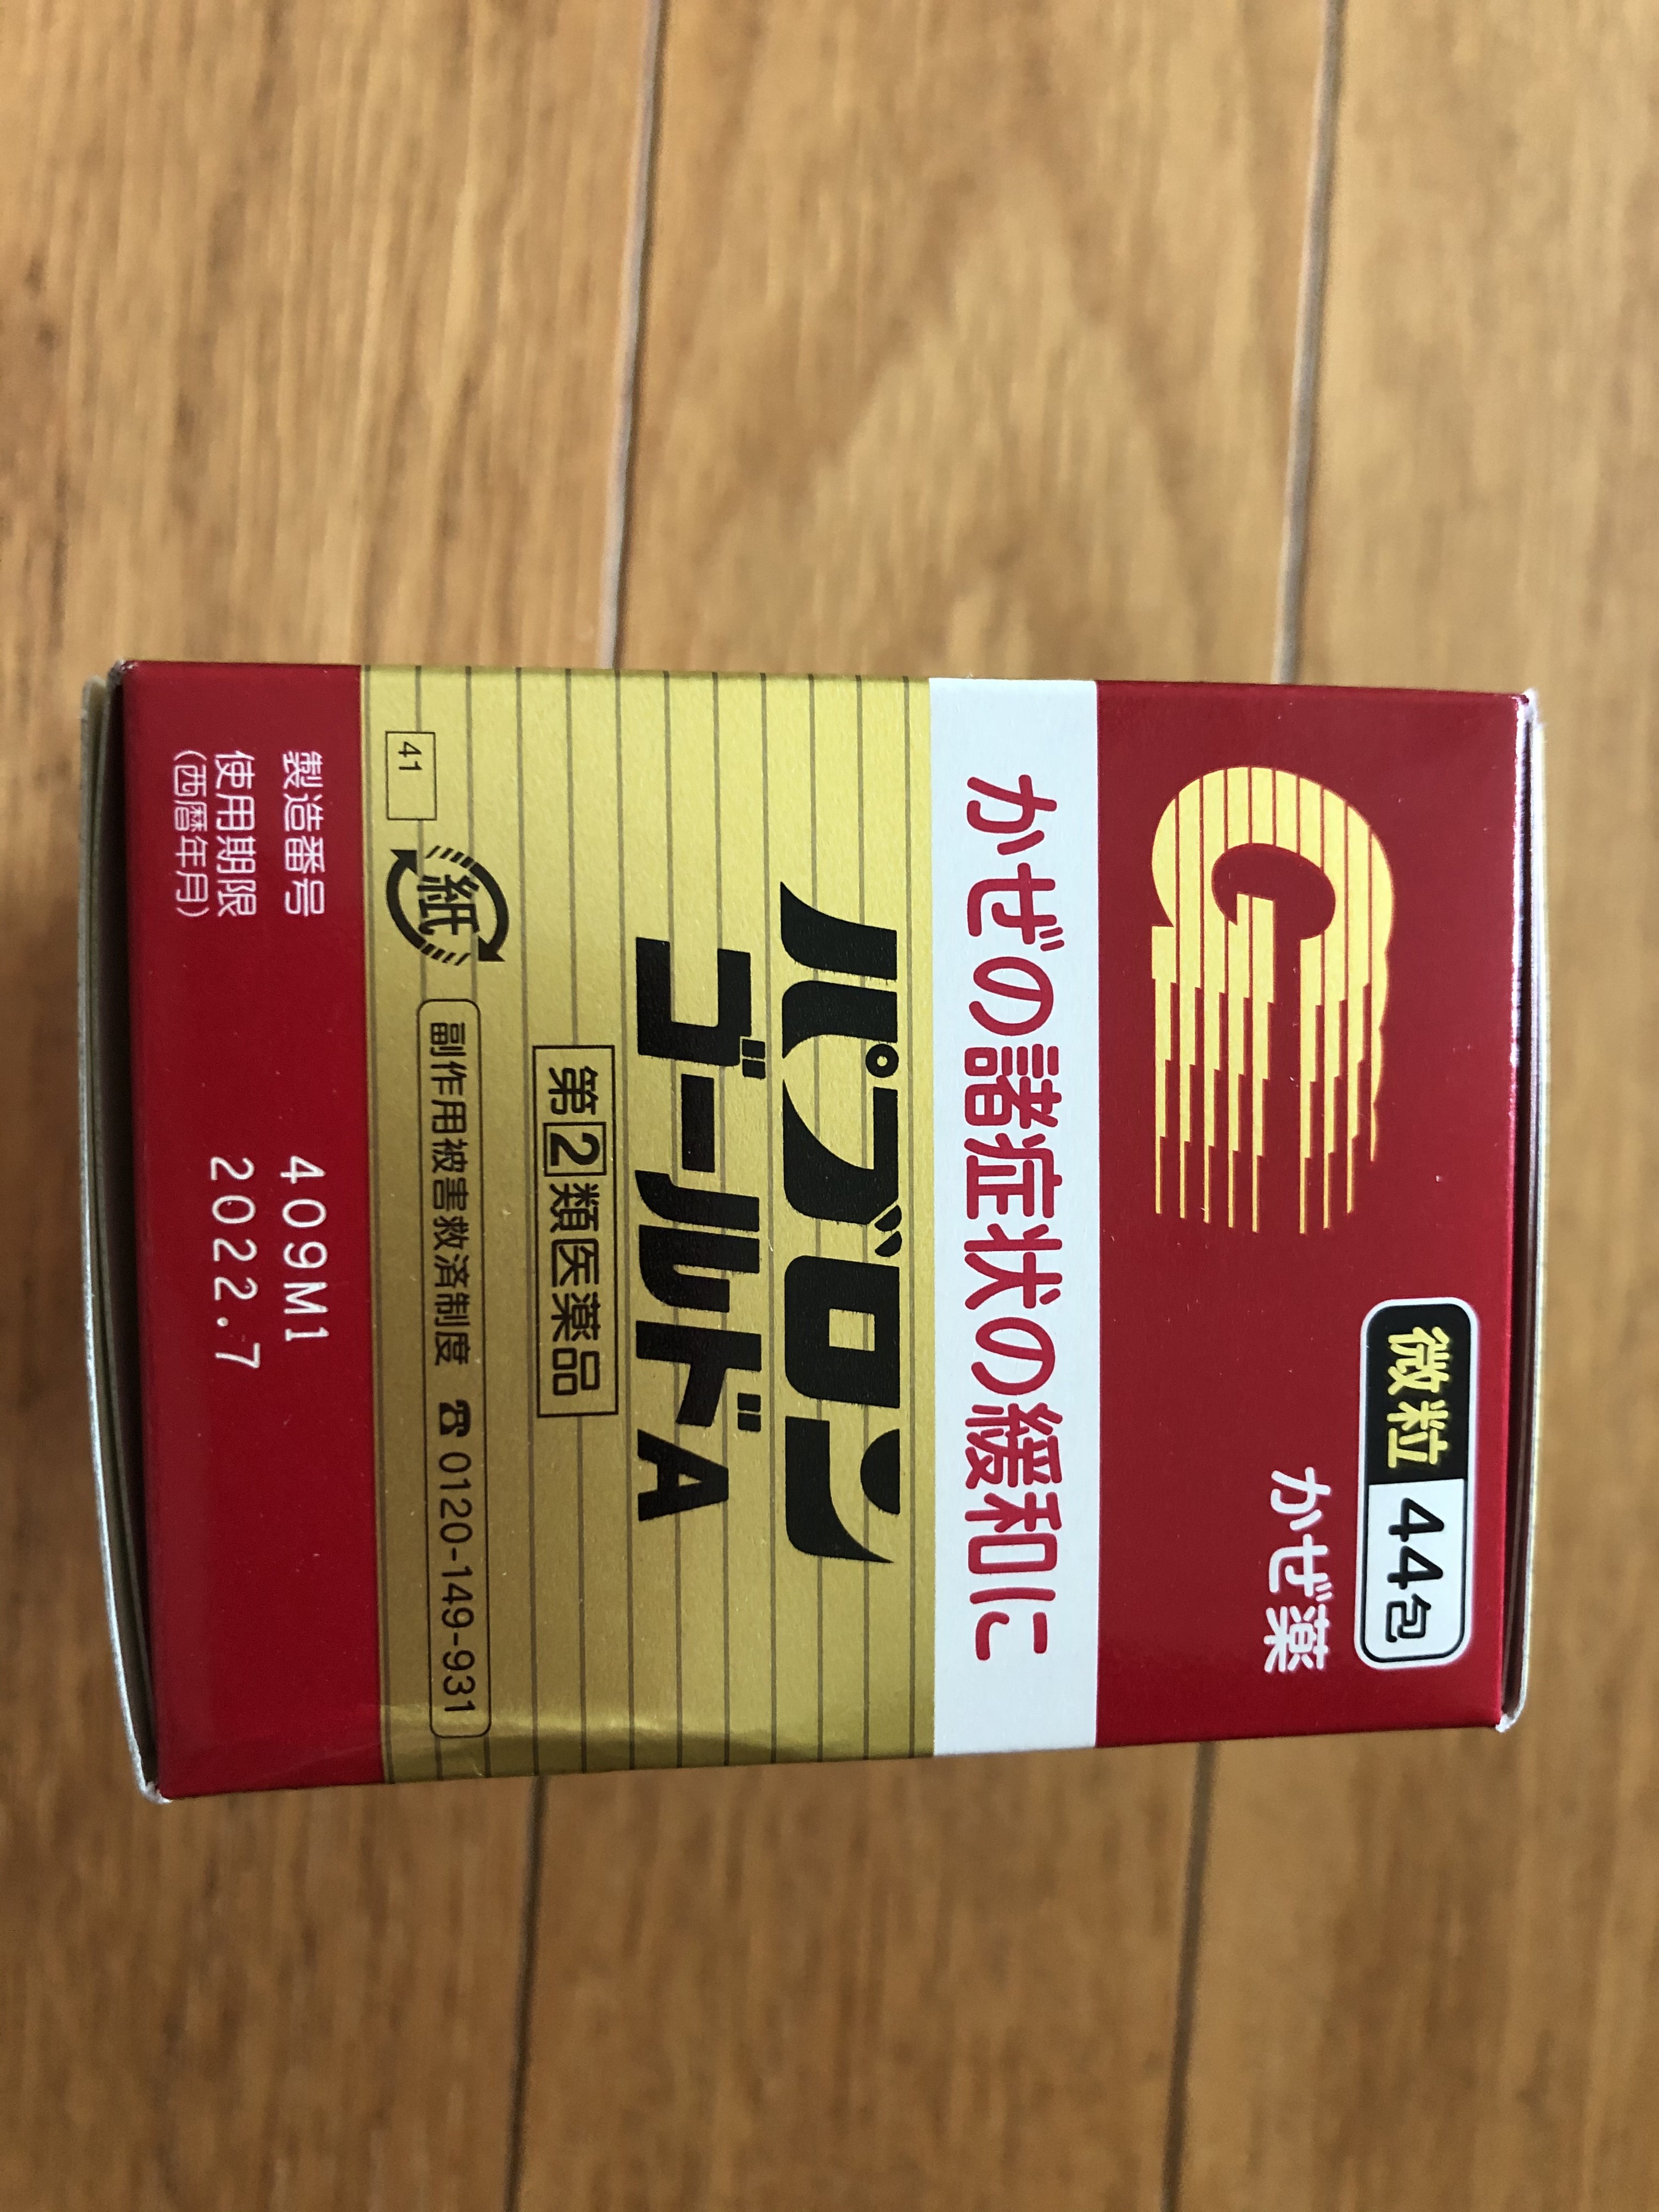 G
微粒 44包
かぜ薬
かぜの諸症状の緩和に
パブロン
ゴールドA
第2類医薬品
41
紙
副作用被害救済制度 ☎ 0120-149-931
製造番号 409M1
使用期限 2022.7
(西暦年月)